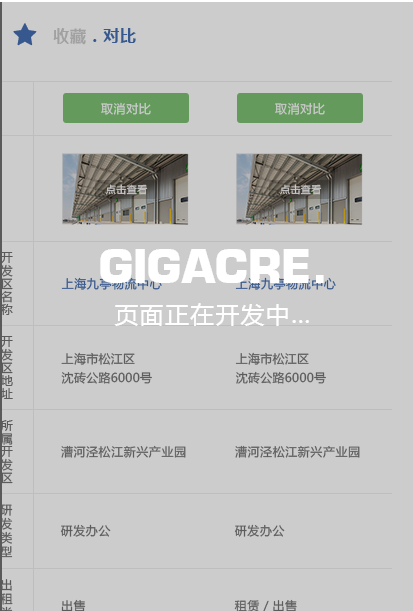 收藏 . 对比
取消对比 取消对比
点击查看 点击查看
GIGACRE.
开发区名称 上海九亭物流中心 上海九亭物流中心
页面正在开发中...
开发区地址 上海市松江区 上海市松江区
沈砖公路6000号 沈砖公路6000号
所属开发区 漕河泾松江新兴产业园 漕河泾松江新兴产业园
研发类型 研发办公 研发办公
出租 出售 租赁 / 出售